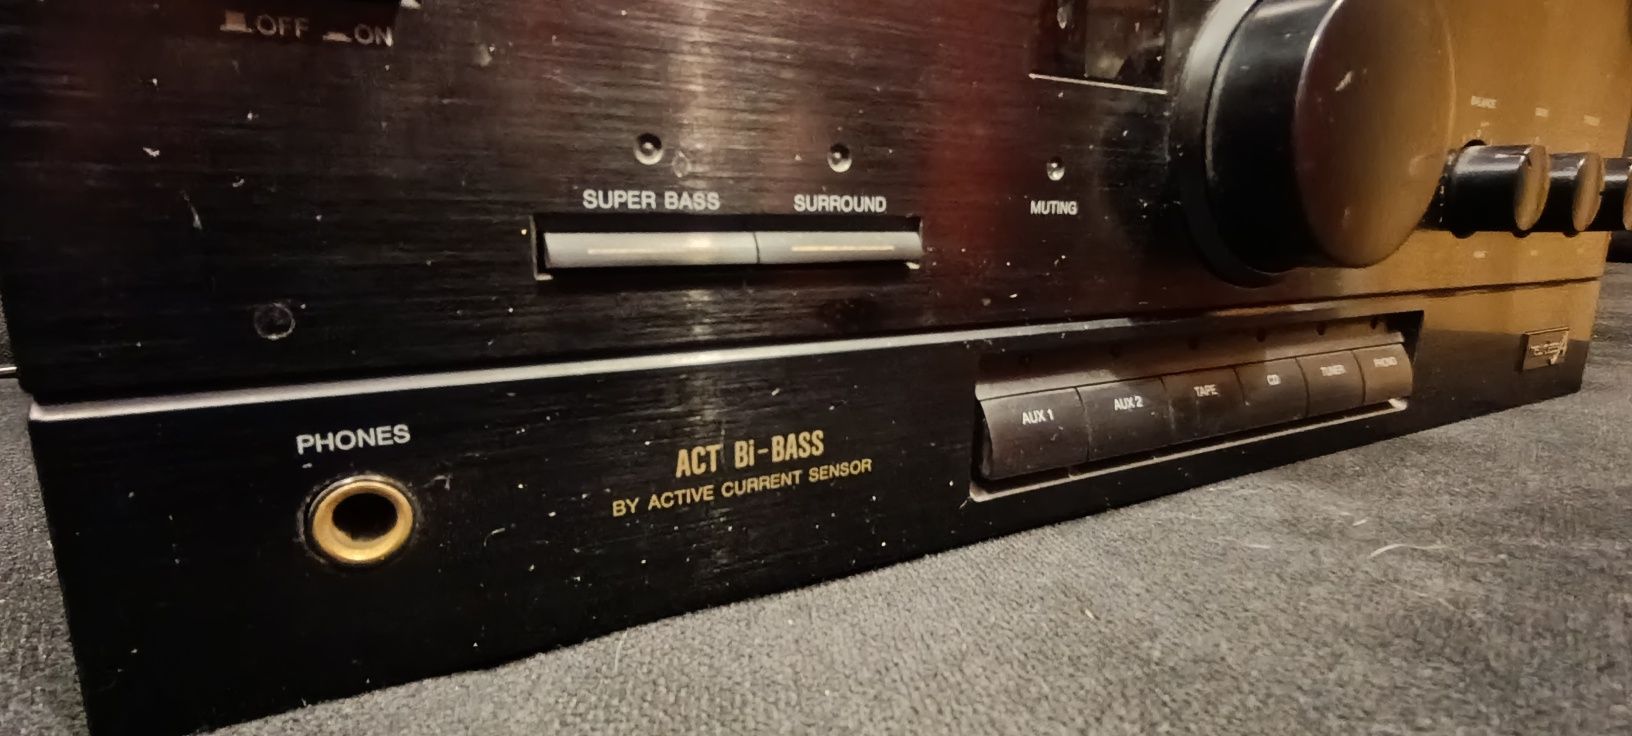 OFF ON
SUPER BASS
SURROUND
MUTING
BALANCE
PHONES
ACT Bi-BASS
BY ACTIVE CURRENT SENSOR
AUX 1
AUX 2
TAPE
CD
TUNER
PHONO